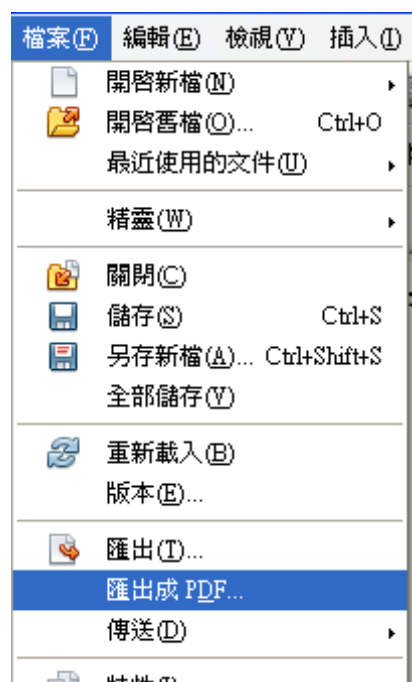 檔案(F) 編輯(E) 檢視(V) 插入(I)
開啓新檔(N)
開啓舊檔(O)... Ctrl+O
最近使用的文件(U)
精靈(W)
關閉(C)
儲存(S) Ctrl+S
另存新檔(A)... Ctrl+Shift+S
全部儲存(V)
重新載入(B)
版本(E)...
匯出(T)...
匯出成 PDF...
傳送(D)